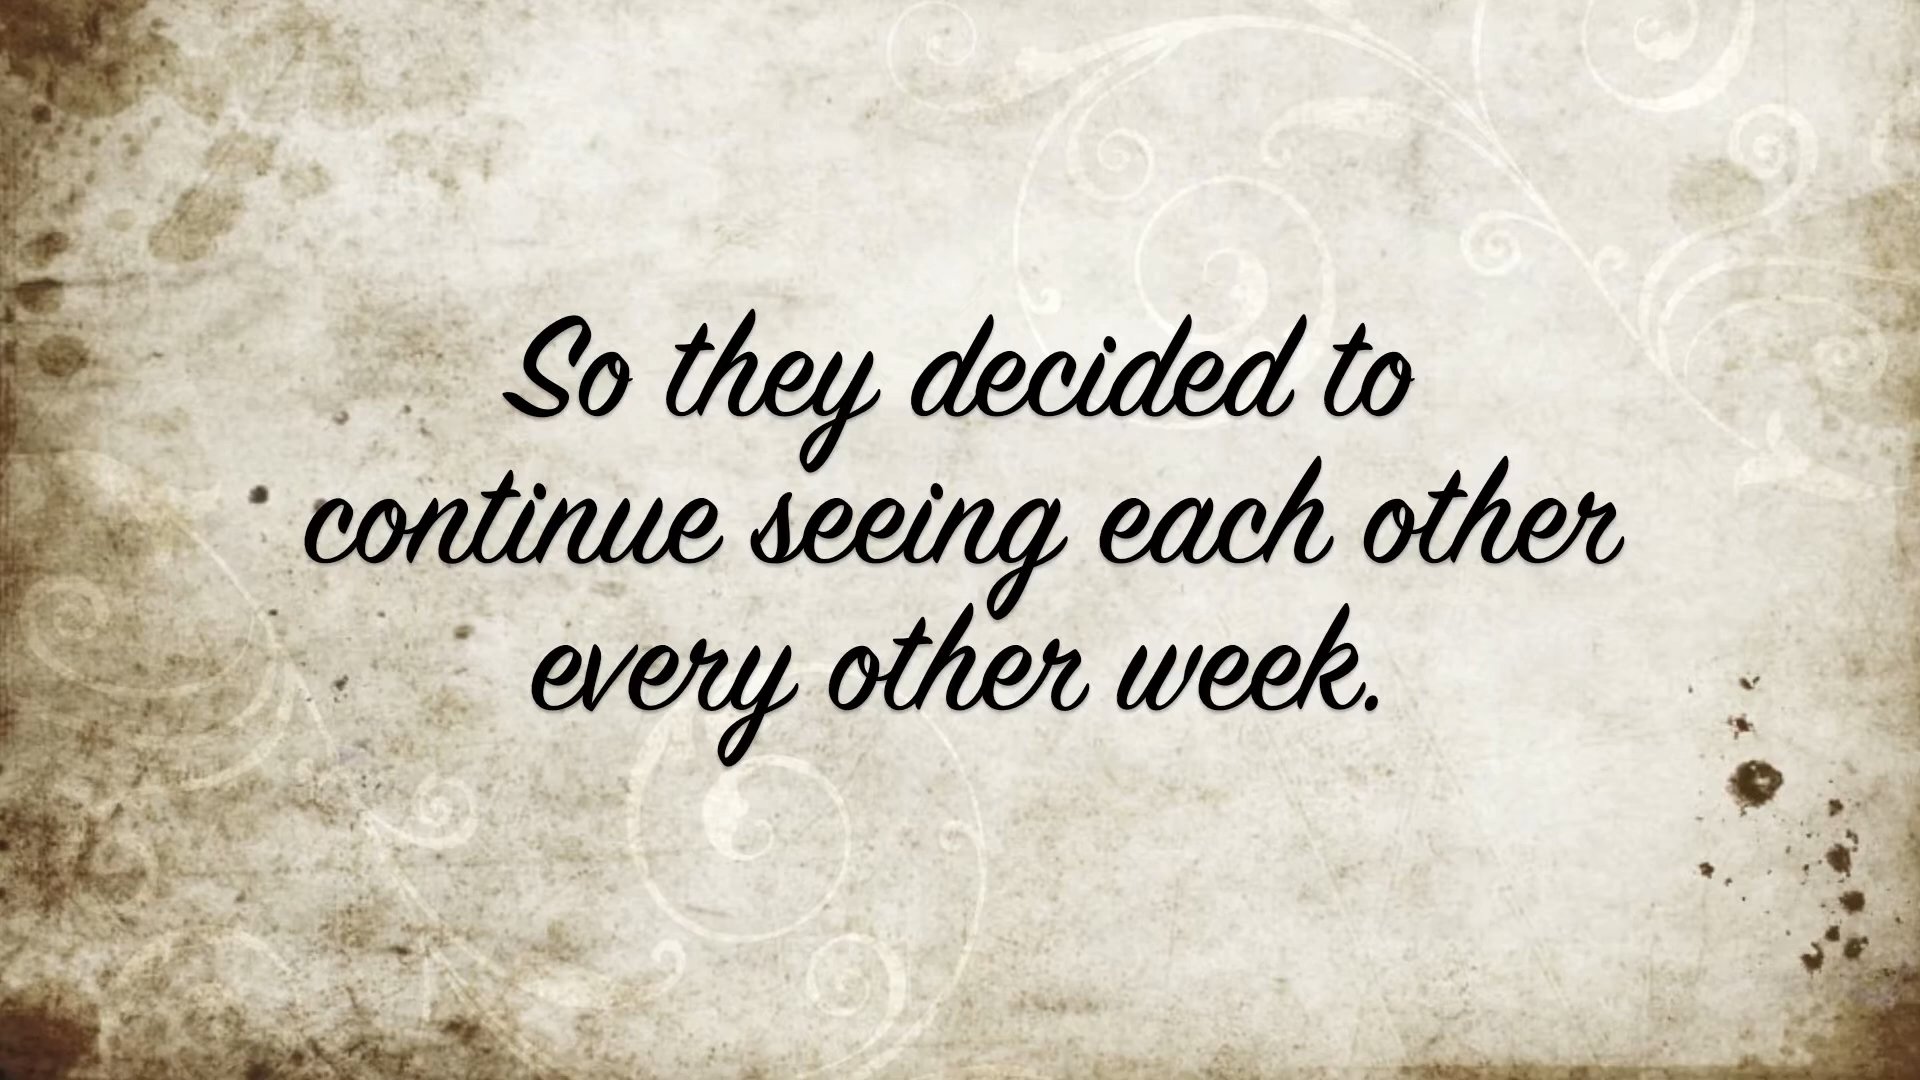 So they decided to
continue seeing each other
every other week.